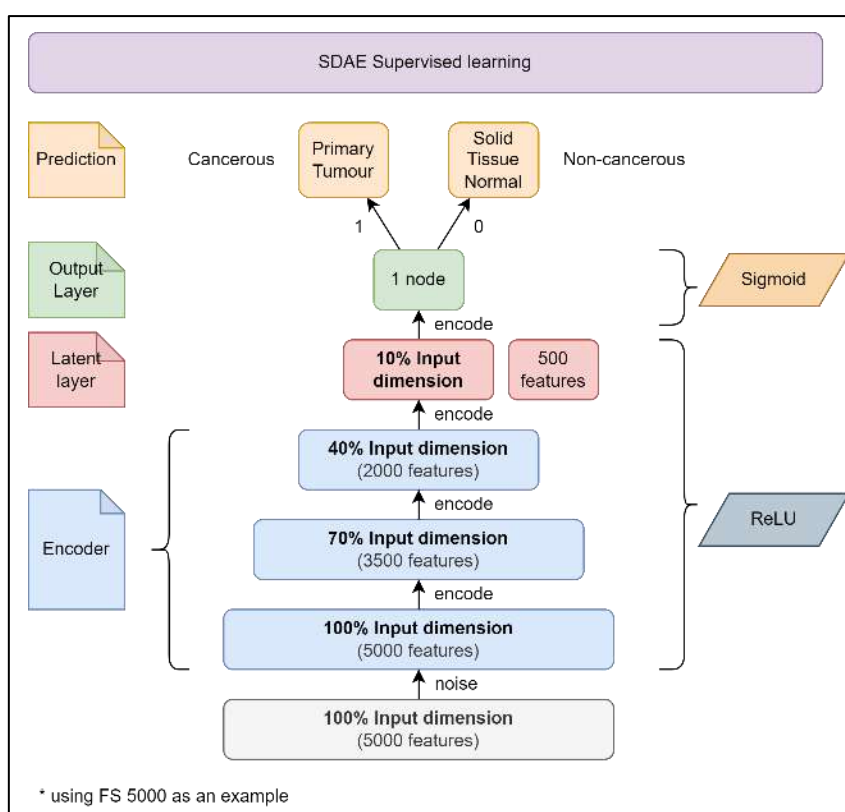 SDAE Supervised learning
Prediction
Cancerous
Primary
Tumour
Solid
Tissue
Normal
Non-cancerous
1
0
Output
Layer
1 node
Sigmoid
encode
Latent
layer
10% Input
dimension
500
features
encode
40% Input dimension
(2000 features)
encode
Encoder
70% Input dimension
(3500 features)
ReLU
encode
100% Input dimension
(5000 features)
noise
100% Input dimension
(5000 features)
* using FS 5000 as an example